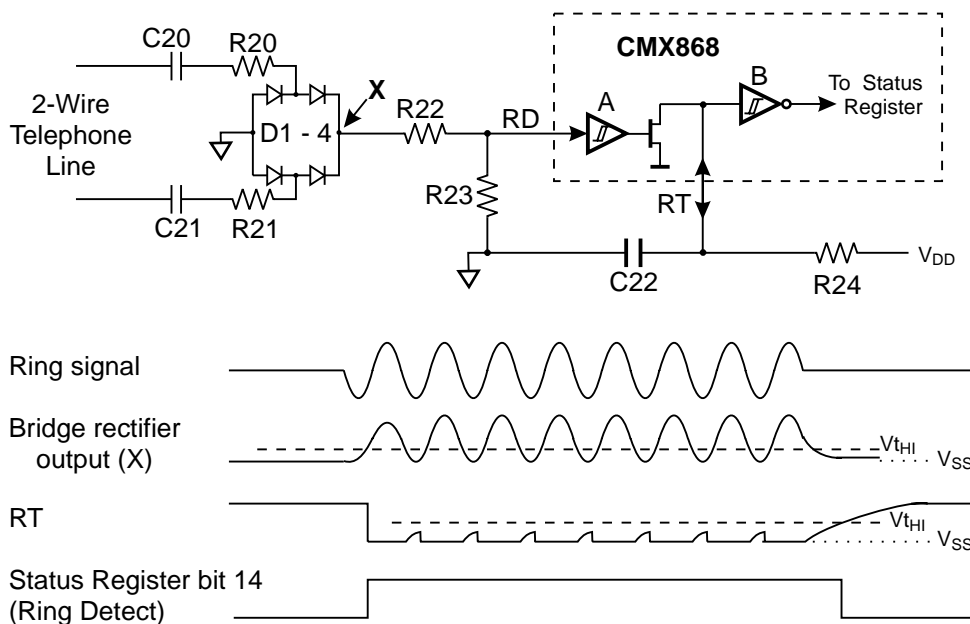 C20
R20
CMX868
2-Wire
Telephone
Line
D1 - 4
X
R22
RD
A
B
To Status
Register
R23
RT
C21
R21
C22
R24
VDD
Ring signal
Bridge rectifier
output (X)
VtHI
VSS
RT
VtHI
VSS
Status Register bit 14
(Ring Detect)